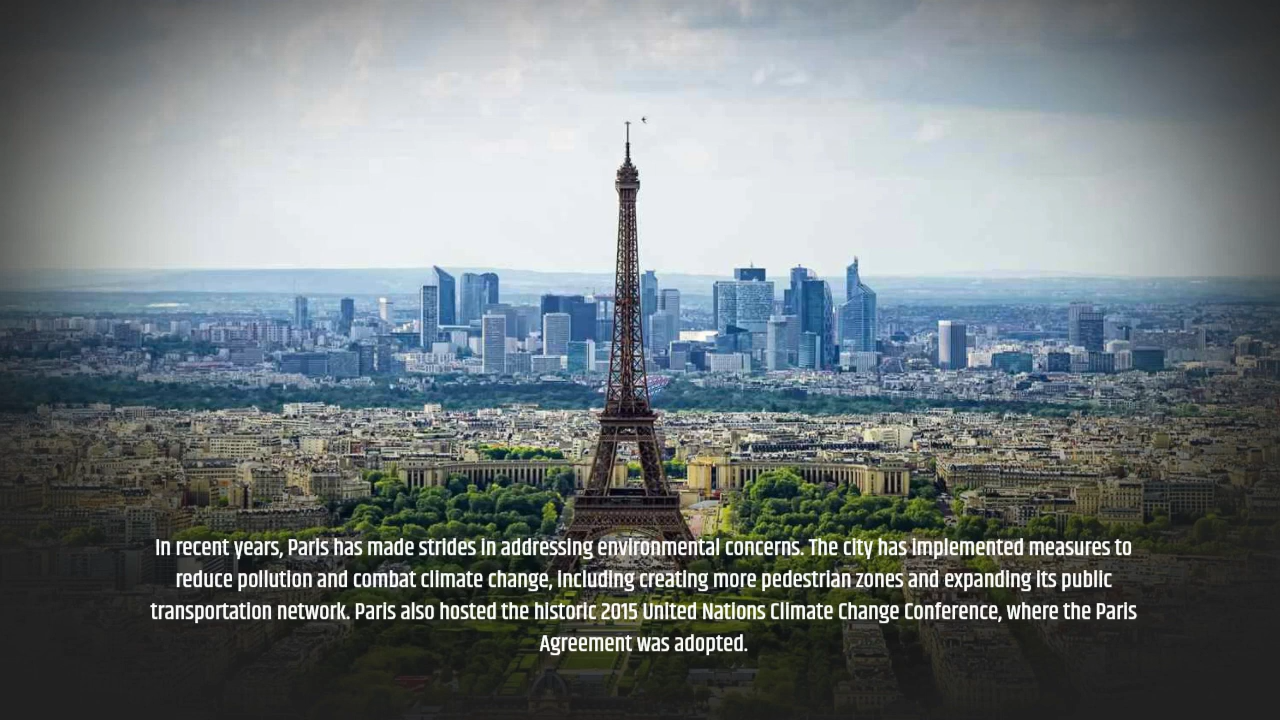 In recent years, Paris has made strides in addressing environmental concerns. The city has implemented measures to
reduce pollution and combat climate change, including creating more pedestrian zones and expanding its public
transportation network. Paris also hosted the historic 2015 United Nations Climate Change Conference, where the Paris
Agreement was adopted.